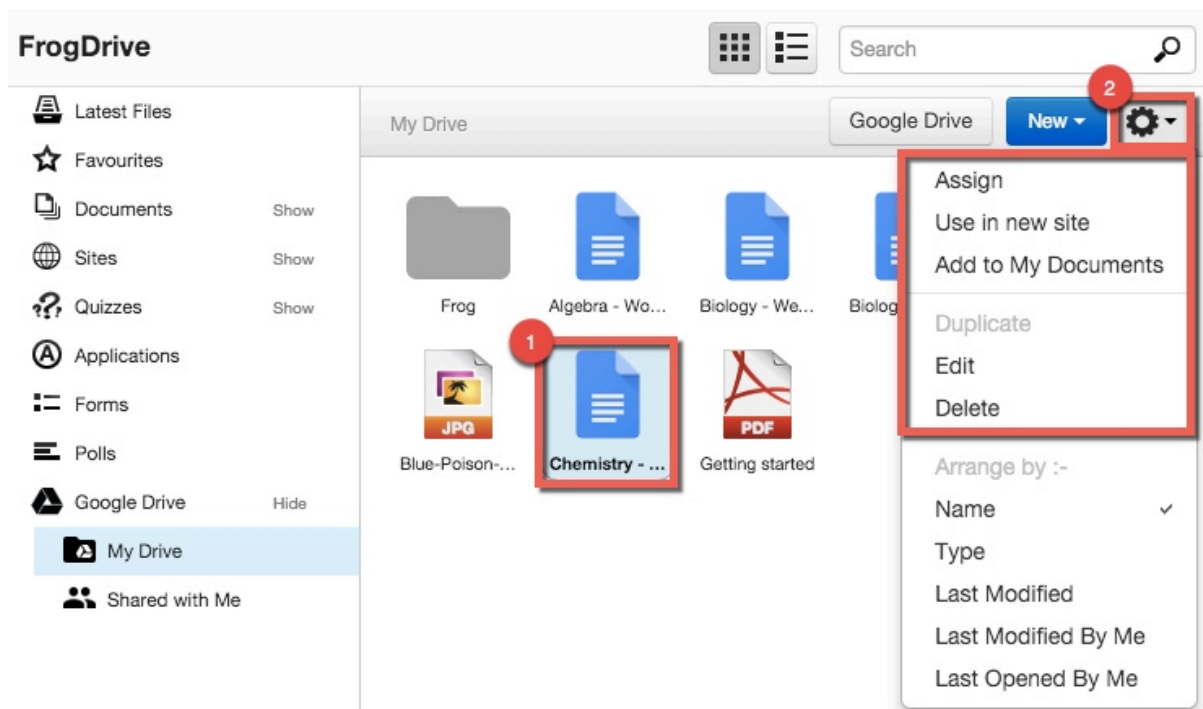 FrogDrive
Search
Latest Files
Favourites
Documents Show
Sites Show
Quizzes Show
Applications
Forms
Polls
Google Drive Hide
My Drive
Shared with Me
My Drive
Google Drive
New
2
Assign
Use in new site
Add to My Documents
Duplicate
Edit
Delete
Arrange by :-
Name
Type
Last Modified
Last Modified By Me
Last Opened By Me
Frog
Algebra - Wo...
Biology - We...
Biolog
1
JPG
PDF
Blue-Poison-...
Chemistry - ...
Getting started